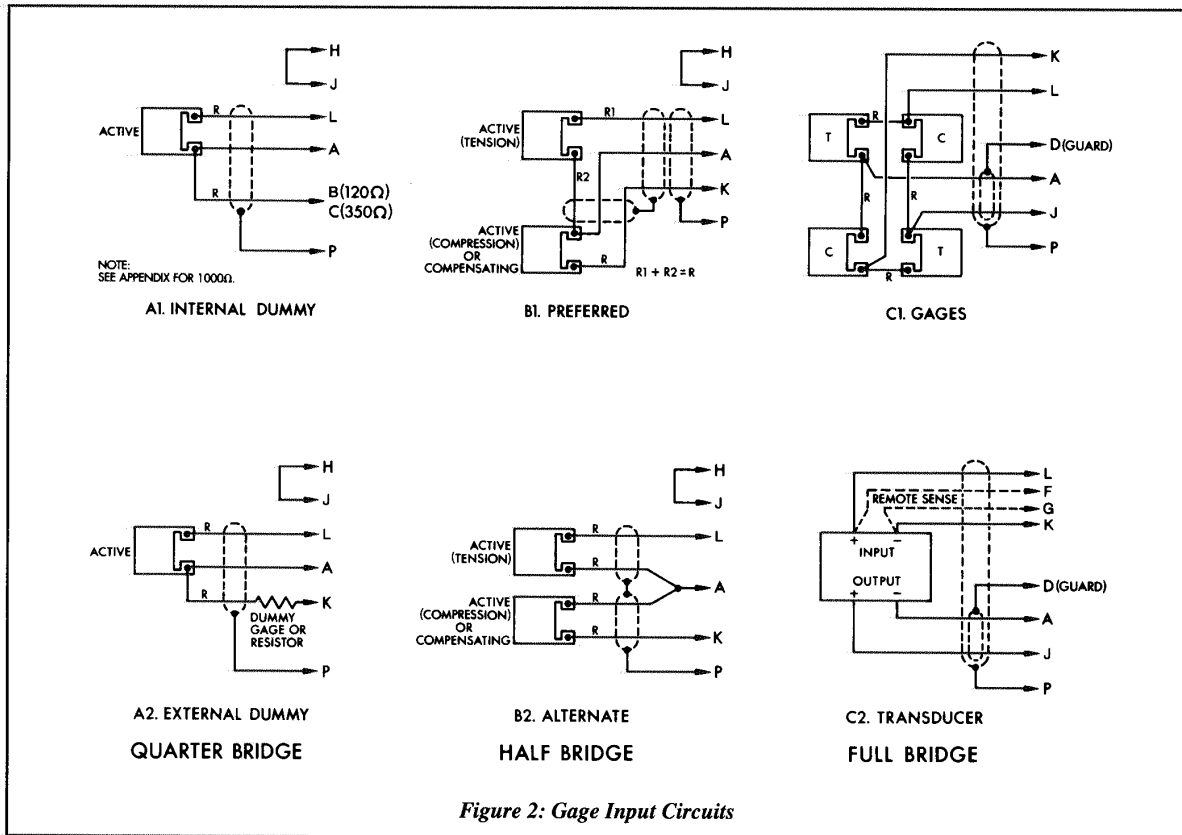 H
J
R
L
ACTIVE
A
R
B(120Ω)
C(350Ω)
P
NOTE:
SEE APPENDIX FOR 1000Ω.
A1. INTERNAL DUMMY
H
J
R1
L
ACTIVE
(TENSION)
A
R2
K
P
ACTIVE
(COMPRESSION)
OR
COMPENSATING
R
R1 + R2 = R
B1. PREFERRED
K
L
R
T
C
D(GUARD)
A
R
R
J
C
T
P
R
C1. GAGES
H
J
R
L
ACTIVE
A
R
K
DUMMY
GAGE OR
RESISTOR
P
A2. EXTERNAL DUMMY
QUARTER BRIDGE
H
J
L
ACTIVE
(TENSION)
R
A
R
ACTIVE
(COMPRESSION)
OR
COMPENSATING
R
K
P
B2. ALTERNATE
HALF BRIDGE
L
F
REMOTE SENSE
G
K
+ −
INPUT
OUTPUT
+ −
D(GUARD)
A
J
P
C2. TRANSDUCER
FULL BRIDGE
Figure 2: Gage Input Circuits